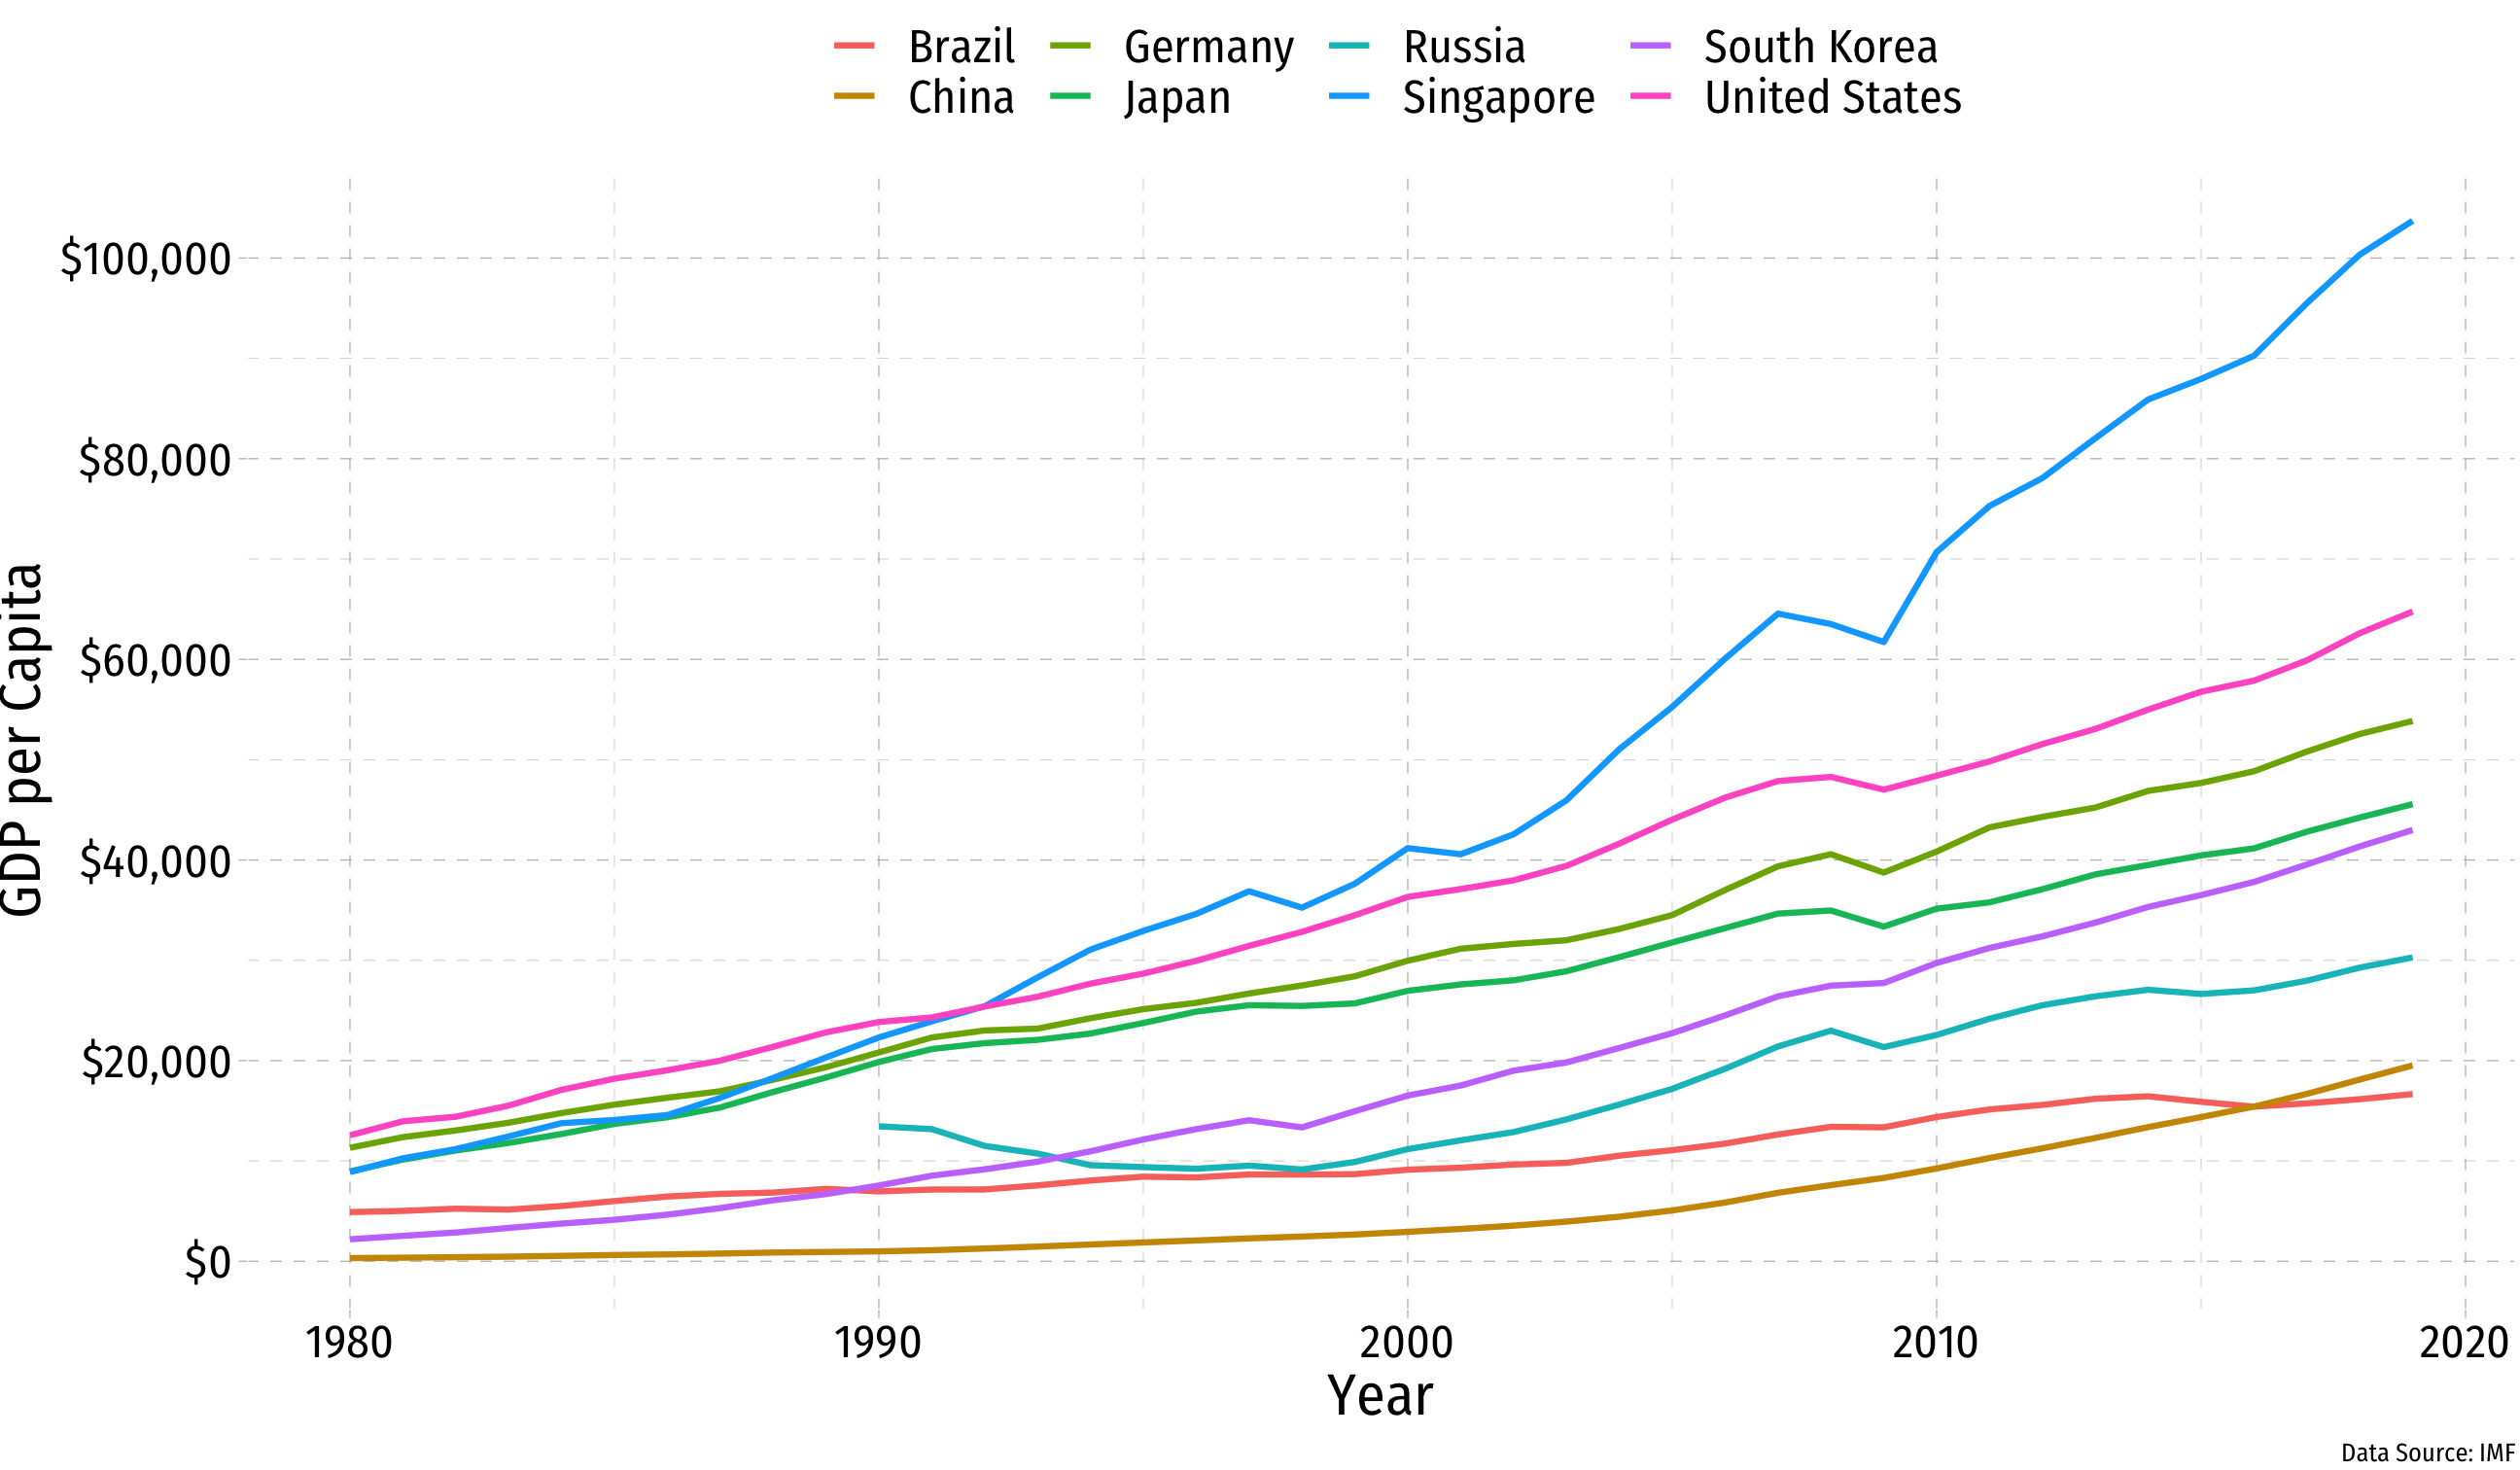 Brazil Germany Russia South Korea
China Japan Singapore United States
GDP per Capita
$100,000
$80,000
$60,000
$40,000
$20,000
$0
1980 1990 2000 2010 2020
Year
Data Source: IMF